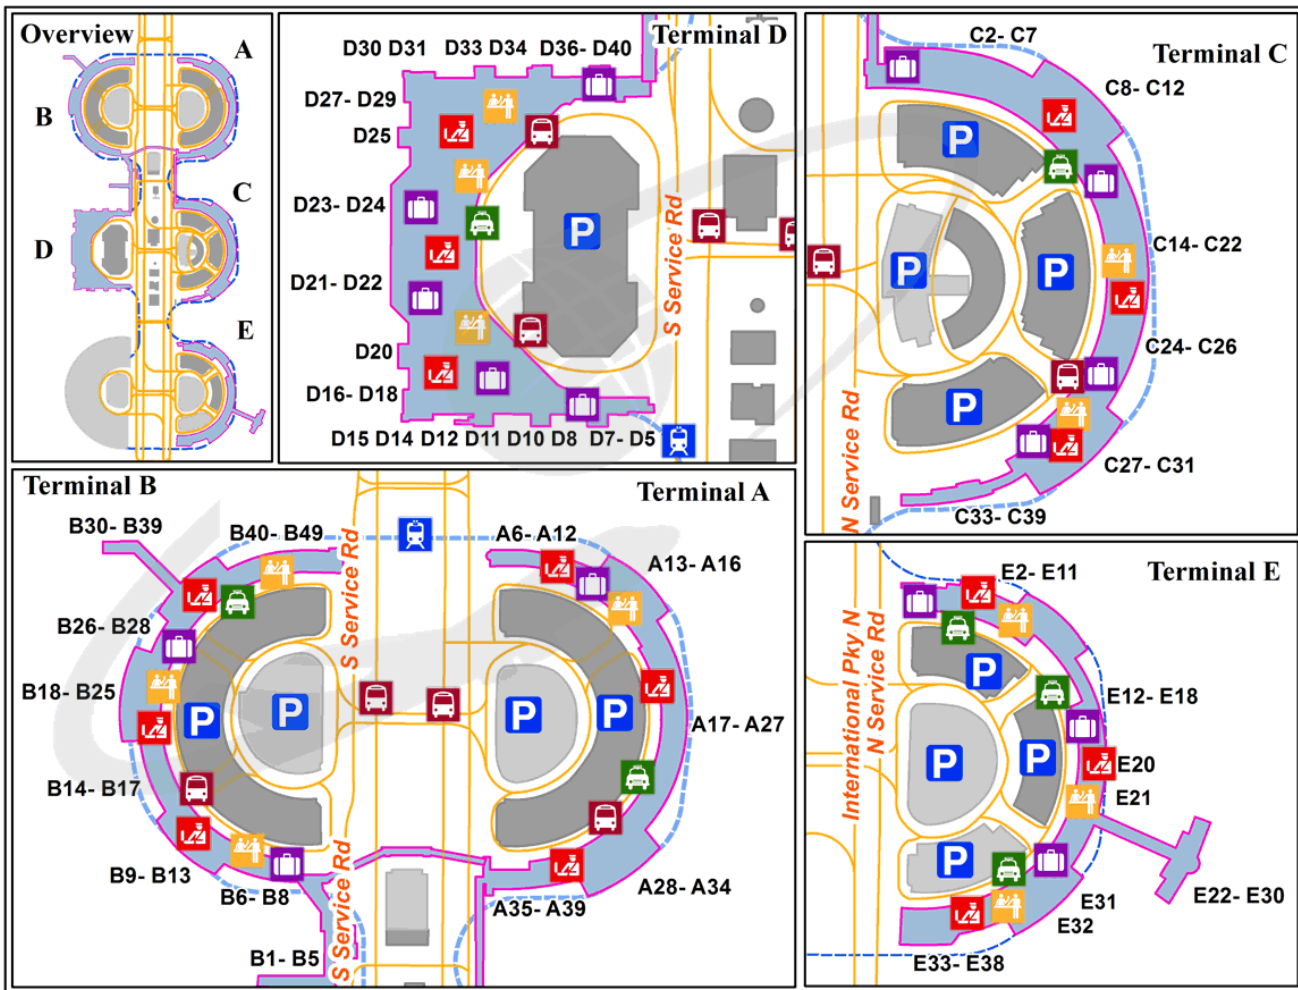 Overview
A
B
C
D
E
Terminal D
D30 D31 D33 D34 D36- D40
D27- D29
D25
D23- D24
D21- D22
D20
D16- D18
D15 D14 D12 D11 D10 D8 D7- D5
P
S Service Rd
Terminal C
C2- C7
C8- C12
C14- C22
C24- C26
C27- C31
C33- C39
P
P
P
P
N Service Rd
Terminal B
B30- B39
B40- B49
B26- B28
B18- B25
B14- B17
B9- B13
B6- B8
B1- B5
P
P
S Service Rd
S Service Rd
Terminal A
A6- A12
A13- A16
A17- A27
A28- A34
A35- A39
P
P
Terminal E
E2- E11
E12- E18
E20
E21
E22- E30
E31
E32
E33- E38
P
P
P
P
International Pky N
N Service Rd